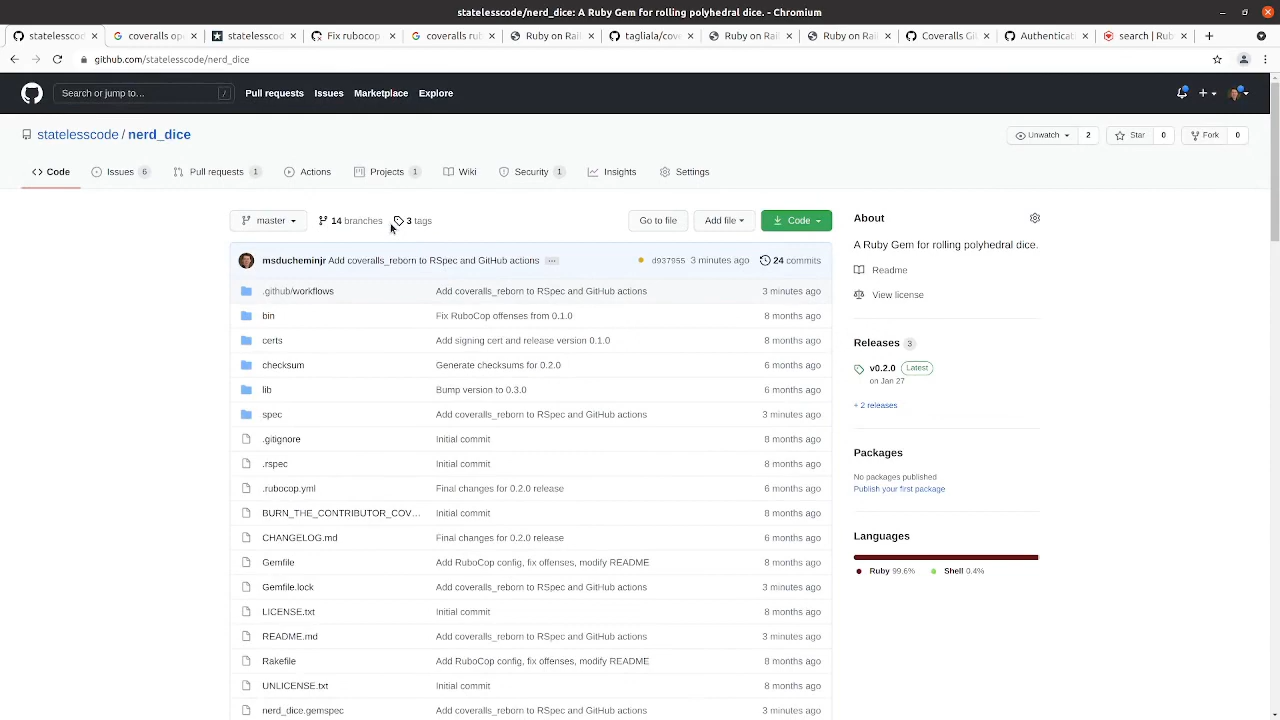 statelesscode/nerd_dice: A Ruby Gem for rolling polyhedral dice. - Chromium
statelessc
coveralls ope
statelesscod
Fix rubocop
coveralls rub
Ruby on Rail
tagliala/cove
Ruby on Rail
Ruby on Rail
Coveralls Git
Authenticati
search | Ruby
github.com/statelesscode/nerd_dice
Search or jump to...
/
Pull requests
Issues
Marketplace
Explore
statelesscode / nerd_dice
Unwatch
2
Star
0
Fork
0
Code
Issues 6
Pull requests 1
Actions
Projects 1
Wiki
Security 1
Insights
Settings
master
14 branches
3 tags
Go to file
Add file
Code
msducheminjr Add coveralls_reborn to RSpec and GitHub actions ...
d937955 3 minutes ago
24 commits
.github/workflows Add coveralls_reborn to RSpec and GitHub actions 3 minutes ago
bin Fix RuboCop offenses from 0.1.0 8 months ago
certs Add signing cert and release version 0.1.0 8 months ago
checksum Generate checksums for 0.2.0 6 months ago
lib Bump version to 0.3.0 6 months ago
spec Add coveralls_reborn to RSpec and GitHub actions 3 minutes ago
.gitignore Initial commit 8 months ago
.rspec Initial commit 8 months ago
.rubocop.yml Final changes for 0.2.0 release 6 months ago
BURN_THE_CONTRIBUTOR_COV... Initial commit 8 months ago
CHANGELOG.md Final changes for 0.2.0 release 6 months ago
Gemfile Add RuboCop config, fix offenses, modify README 8 months ago
Gemfile.lock Add coveralls_reborn to RSpec and GitHub actions 3 minutes ago
LICENSE.txt Initial commit 8 months ago
README.md Add coveralls_reborn to RSpec and GitHub actions 3 minutes ago
Rakefile Add RuboCop config, fix offenses, modify README 8 months ago
UNLICENSE.txt Initial commit 8 months ago
nerd_dice.gemspec Add coveralls_reborn to RSpec and GitHub actions 3 minutes ago
About
A Ruby Gem for rolling polyhedral dice.
Readme
View license
Releases 3
v0.2.0 Latest
on Jan 27
+ 2 releases
Packages
No packages published
Publish your first package
Languages
Ruby 99.6%
Shell 0.4%